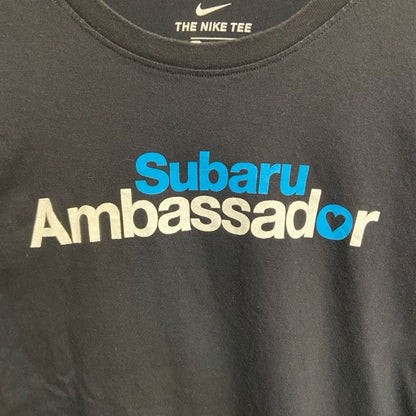 THE NIKE TEE
Subaru
Ambassador